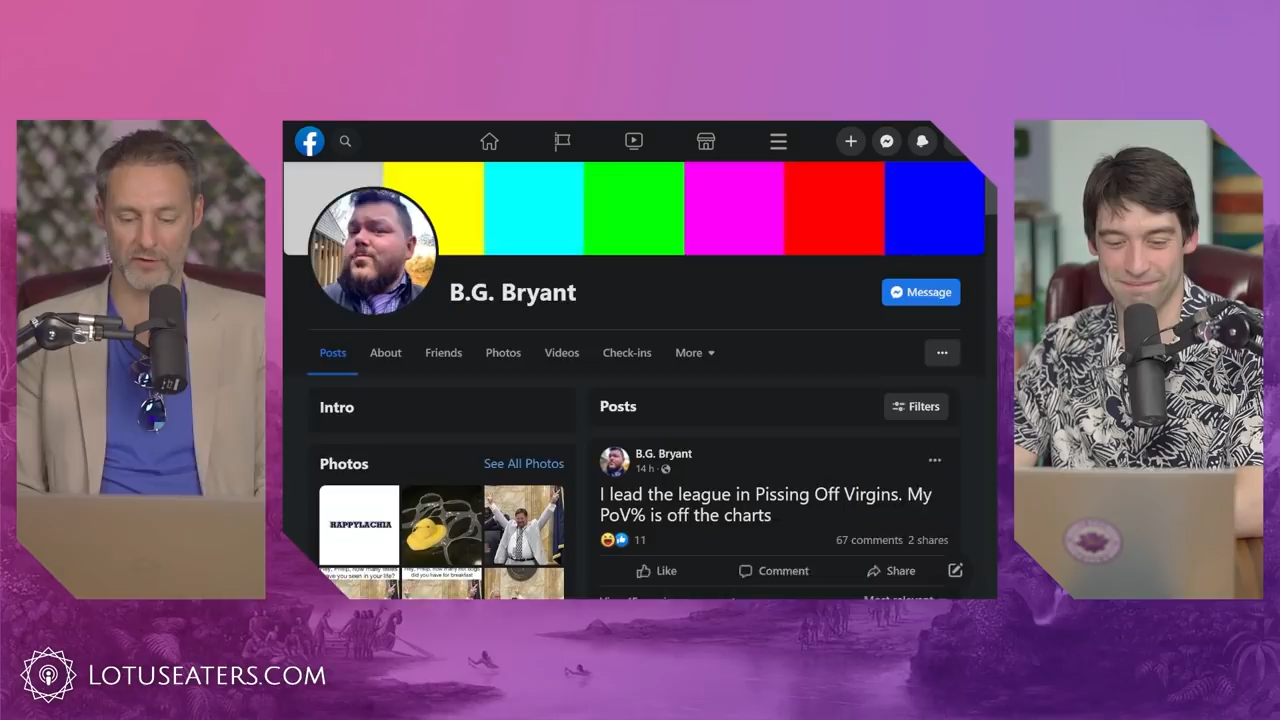 B.G. Bryant
Message
Posts
About
Friends
Photos
Videos
Check-ins
More
Intro
Photos
See All Photos
HAPPYLACHIA
Posts
Filters
B.G. Bryant
14 h
I lead the league in Pissing Off Virgins. My
PoV% is off the charts
11
67 comments 2 shares
Like
Comment
Share
LOTUSEATERS.COM